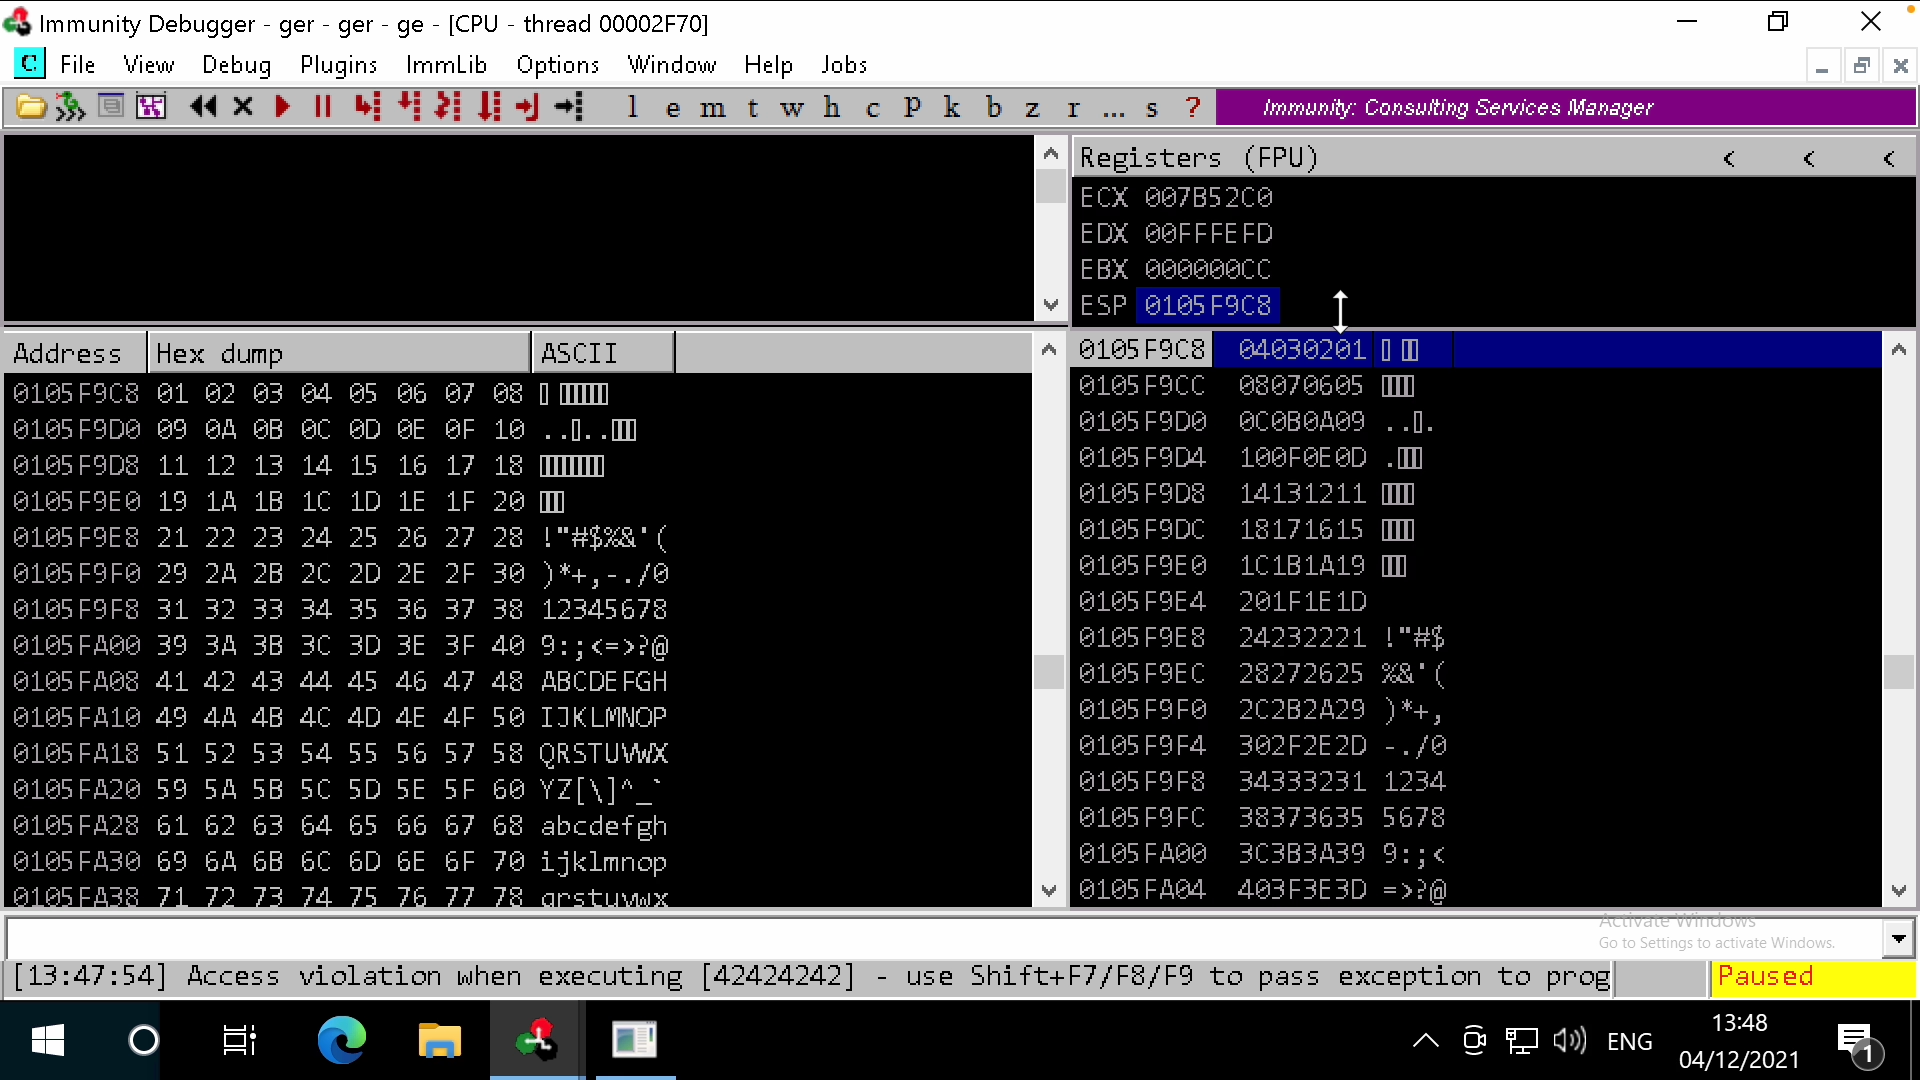 Immunity Debugger - ger - ger - ge - [CPU - thread 00002F70]
C File View Debug Plugins ImmLib Options Window Help Jobs
l e m t w h c P k b z r ... s ? Immunity: Consulting Services Manager
Registers (FPU) < < <
ECX 007B52C0
EDX 00FFFEFD
EBX 000000CC
ESP 0105F9C8
Address Hex dump ASCII
0105F9C8 01 02 03 04 05 06 07 08
0105F9D0 09 0A 0B 0C 0D 0E 0F 10
0105F9D8 11 12 13 14 15 16 17 18
0105F9E0 19 1A 1B 1C 1D 1E 1F 20
0105F9E8 21 22 23 24 25 26 27 28 !"#$%&'(
0105F9F0 29 2A 2B 2C 2D 2E 2F 30 )*+,-./0
0105F9F8 31 32 33 34 35 36 37 38 12345678
0105FA00 39 3A 3B 3C 3D 3E 3F 40 9:;<=>?@
0105FA08 41 42 43 44 45 46 47 48 ABCDEFGH
0105FA10 49 4A 4B 4C 4D 4E 4F 50 IJKLMNOP
0105FA18 51 52 53 54 55 56 57 58 QRSTUVWX
0105FA20 59 5A 5B 5C 5D 5E 5F 60 YZ[\]^_`
0105FA28 61 62 63 64 65 66 67 68 abcdefgh
0105FA30 69 6A 6B 6C 6D 6E 6F 70 ijklmnop
0105FA38 71 72 73 74 75 76 77 78 qrstuvwx
0105F9C8 04030201
0105F9CC 08070605
0105F9D0 0C0B0A09
0105F9D4 100F0E0D
0105F9D8 14131211
0105F9DC 18171615
0105F9E0 1C1B1A19
0105F9E4 201F1E1D
0105F9E8 24232221 !"#$
0105F9EC 28272625 %&'(
0105F9F0 2C2B2A29 )*+,
0105F9F4 302F2E2D -./0
0105F9F8 34333231 1234
0105F9FC 38373635 5678
0105FA00 3C3B3A39 9:;<
0105FA04 403F3E3D =>?@
Activate Windows
Go to Settings to activate Windows.
[13:47:54] Access violation when executing [42424242] - use Shift+F7/F8/F9 to pass exception to prog
Paused
ENG
13:48
04/12/2021
1